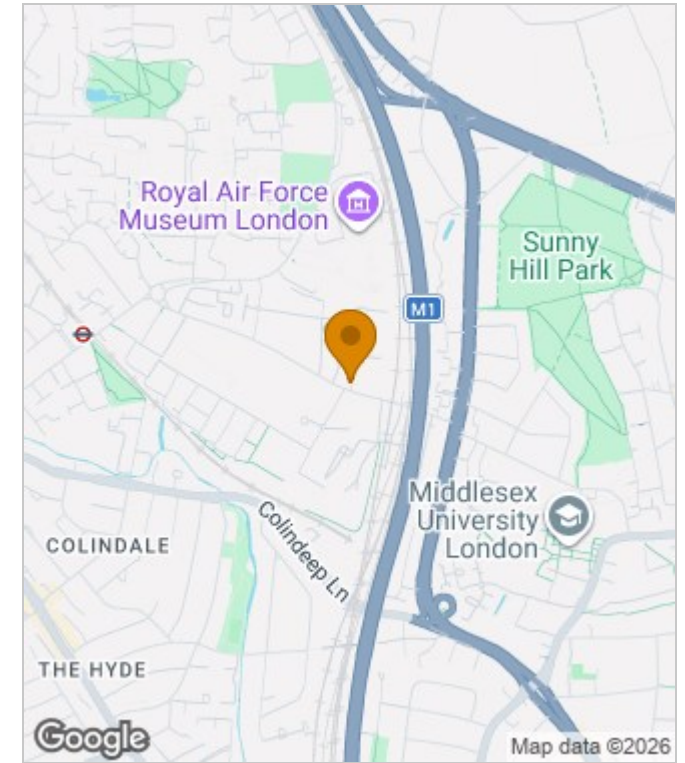 Royal Air Force
Museum London
Sunny
Hill Park
M1
Middlesex
University
London
Colindeep Ln
COLINDALE
THE HYDE
Google
Map data ©2026